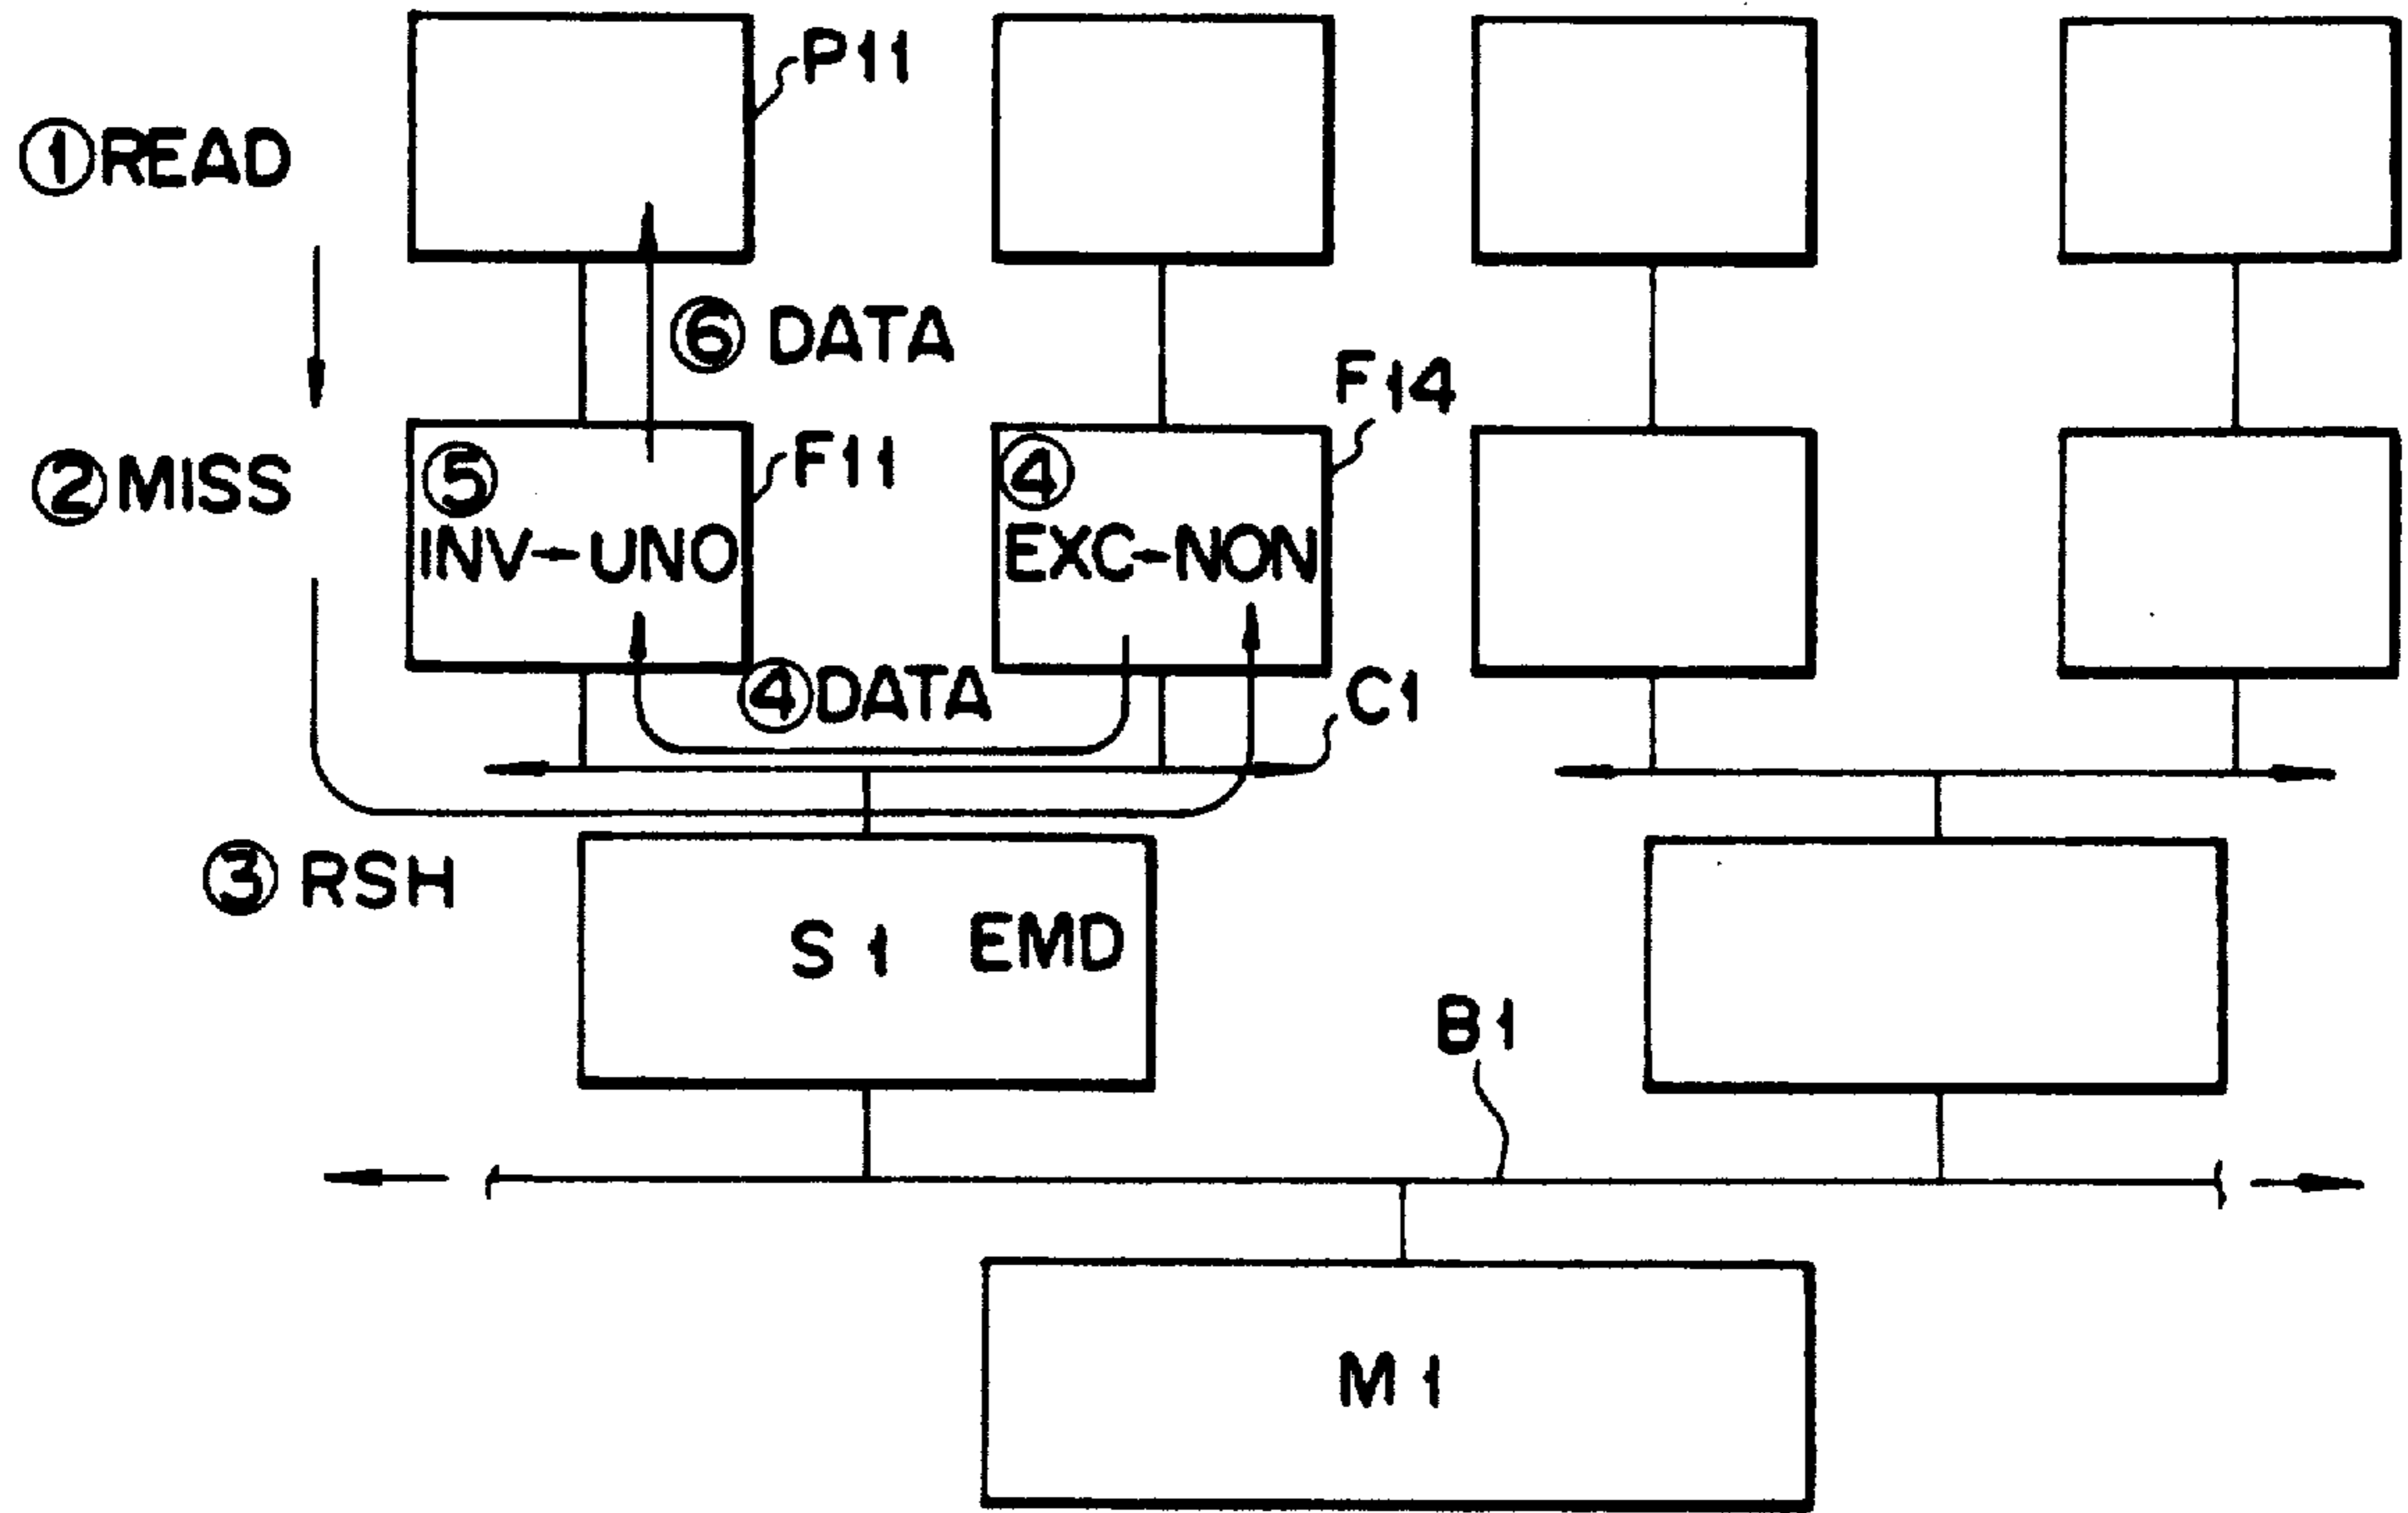 P11
①READ
⑥ DATA
F14
②MISS
⑤
F11
④
INV→UNO
EXC→NON
④DATA
C1
③ RSH
S1 EMD
B1
M1